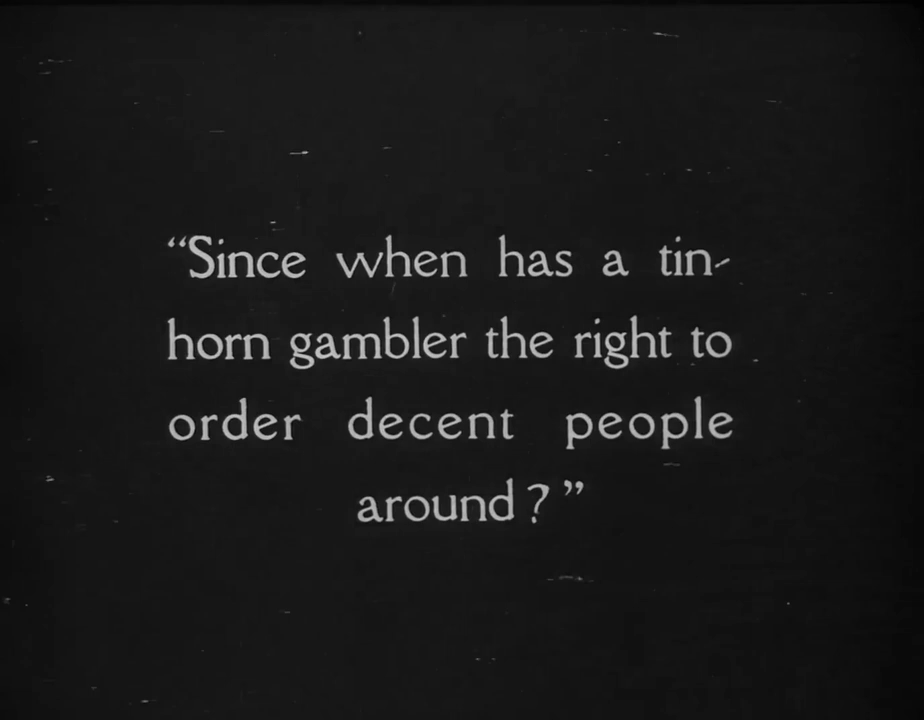 “Since when has a tin-
horn gambler the right to
order decent people
around?”